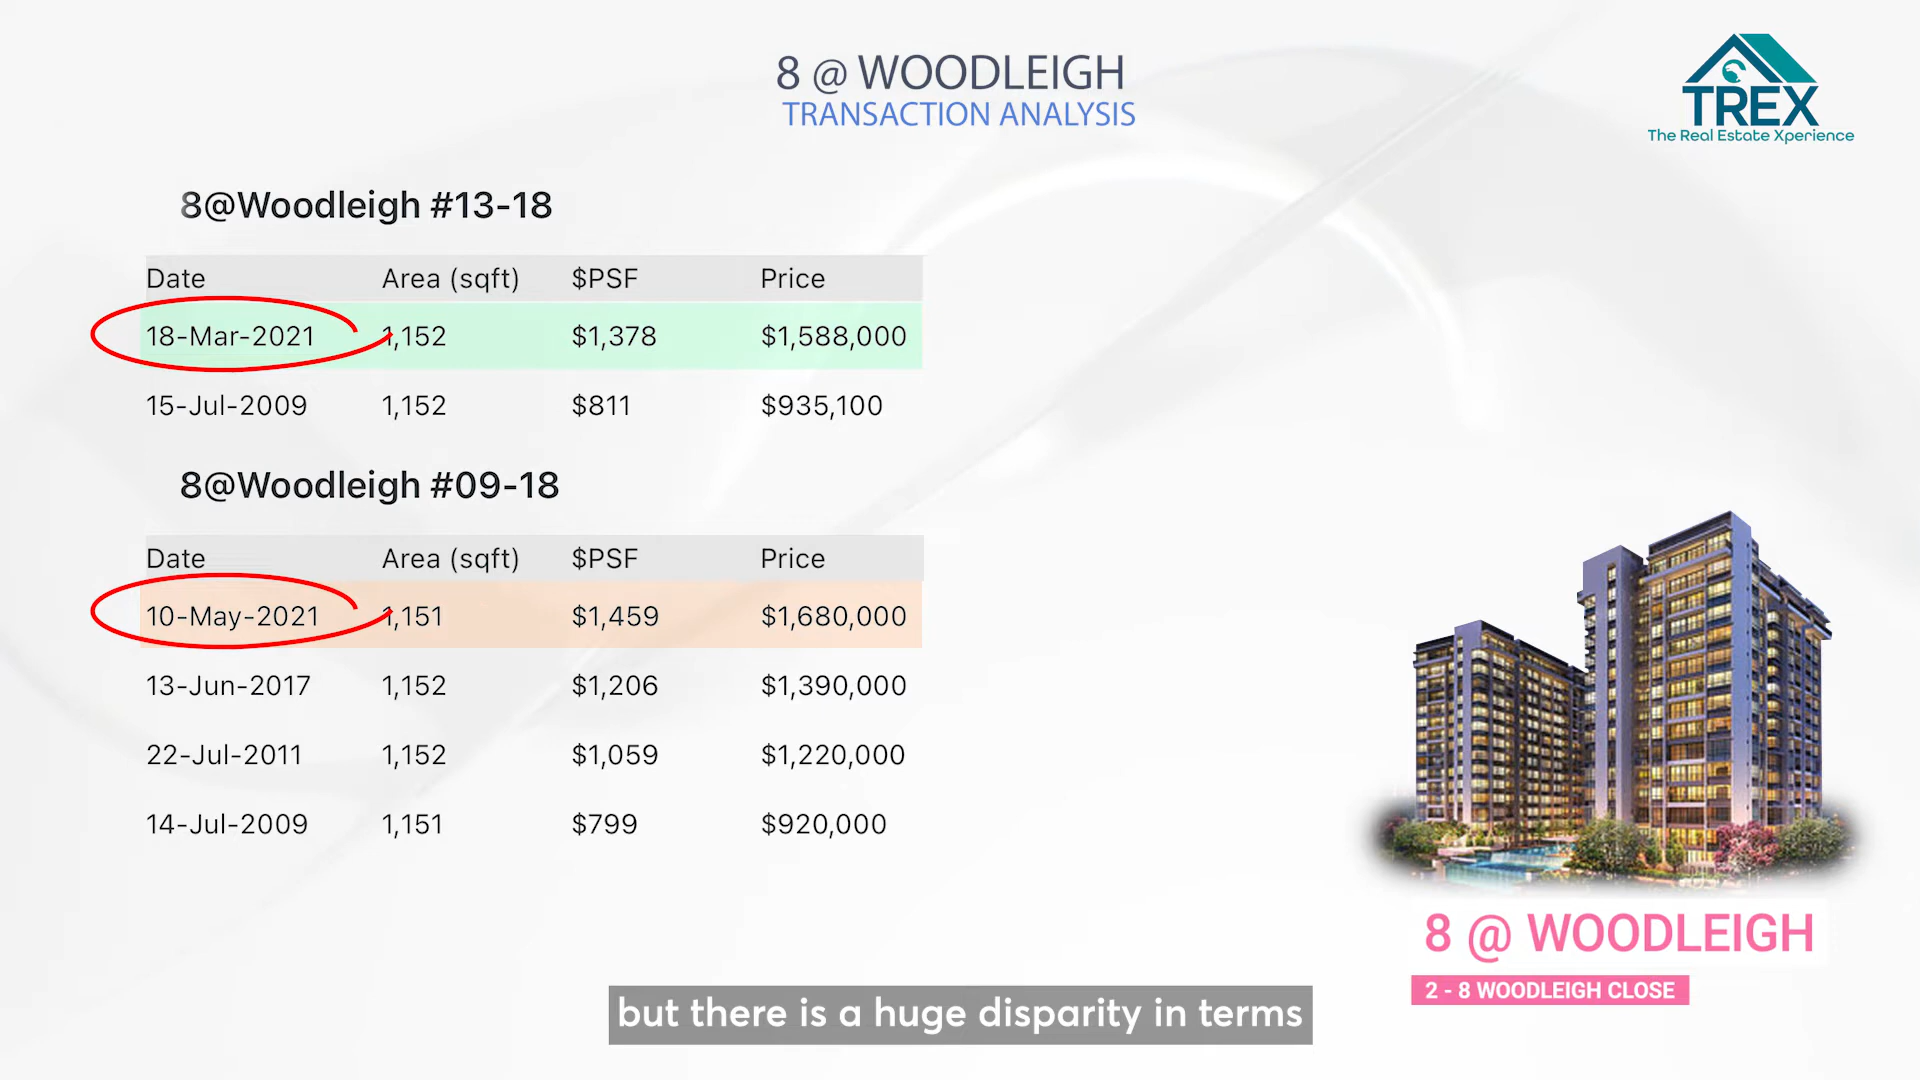 8 @ WOODLEIGH
TRANSACTION ANALYSIS
TREX
The Real Estate Xperience
8@Woodleigh #13-18
Date Area (sqft) $PSF Price
18-Mar-2021 1,152 $1,378 $1,588,000
15-Jul-2009 1,152 $811 $935,100
8@Woodleigh #09-18
Date Area (sqft) $PSF Price
10-May-2021 1,151 $1,459 $1,680,000
13-Jun-2017 1,152 $1,206 $1,390,000
22-Jul-2011 1,152 $1,059 $1,220,000
14-Jul-2009 1,151 $799 $920,000
8 @ WOODLEIGH
2 - 8 WOODLEIGH CLOSE
but there is a huge disparity in terms